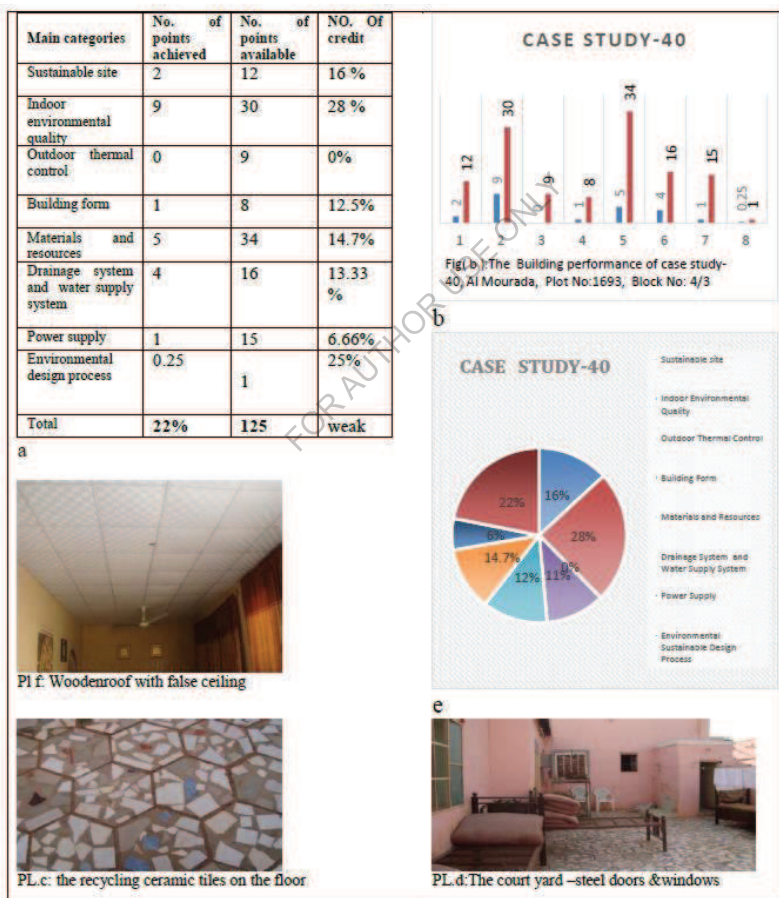 Main categories
No. of points achieved
No. of points available
NO. Of credit
Sustainable site 2 12 16 %
Indoor environmental quality 9 30 28 %
Outdoor thermal control 0 9 0%
Building form 1 8 12.5%
Materials and resources 5 34 14.7%
Drainage system and water supply system 4 16 13.33 %
Power supply 1 15 6.66%
Environmental design process 0.25 1 25%
Total 22% 125 weak
a
CASE STUDY-40
2 12 9 30 9 1 8 5 34 4 16 1 15 0.25 1
1 2 3 4 5 6 7 8
Fig( b ):The Building performance of case study-
40, Al Mourada, Plot No:1693, Block No: 4/3
b
FOR AUTHOR USE ONLY
CASE STUDY-40
16%
28%
0%
11%
12%
14.7%
6%
22%
Sustainable site
Indoor Environmental
Quality
Outdoor Thermal Control
Building Form
Materials and Resources
Drainage System and
Water Supply System
Power Supply
Environmental
Sustainable Design
Process
e
Pl f: Woodenroof with false ceiling
PL.c: the recycling ceramic tiles on the floor
PL.d:The court yard –steel doors &windows